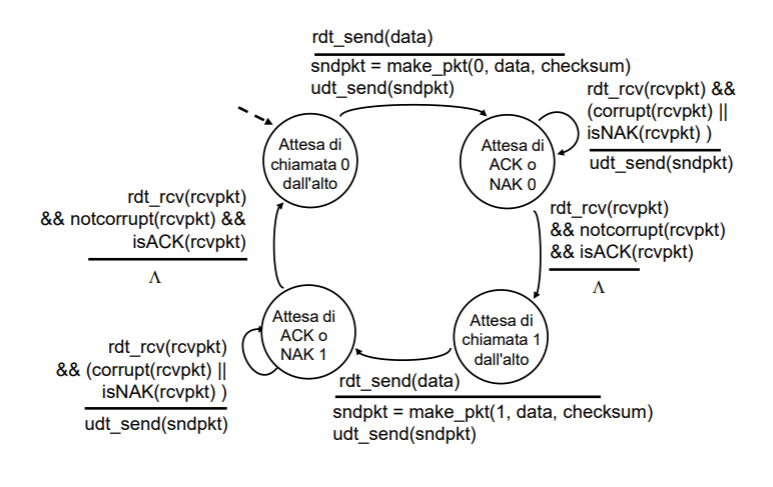 rdt_send(data)
sndpkt = make_pkt(0, data, checksum)
udt_send(sndpkt)
rdt_rcv(rcvpkt) &&
(corrupt(rcvpkt) ||
isNAK(rcvpkt) )
udt_send(sndpkt)
Attesa di
chiamata 0
dall'alto
Attesa di
ACK o
NAK 0
rdt_rcv(rcvpkt)
&& notcorrupt(rcvpkt) &&
isACK(rcvpkt)
Λ
rdt_rcv(rcvpkt)
&& notcorrupt(rcvpkt)
&& isACK(rcvpkt)
Λ
Attesa di
ACK o
NAK 1
Attesa di
chiamata 1
dall'alto
rdt_rcv(rcvpkt)
&& (corrupt(rcvpkt) ||
isNAK(rcvpkt) )
udt_send(sndpkt)
rdt_send(data)
sndpkt = make_pkt(1, data, checksum)
udt_send(sndpkt)